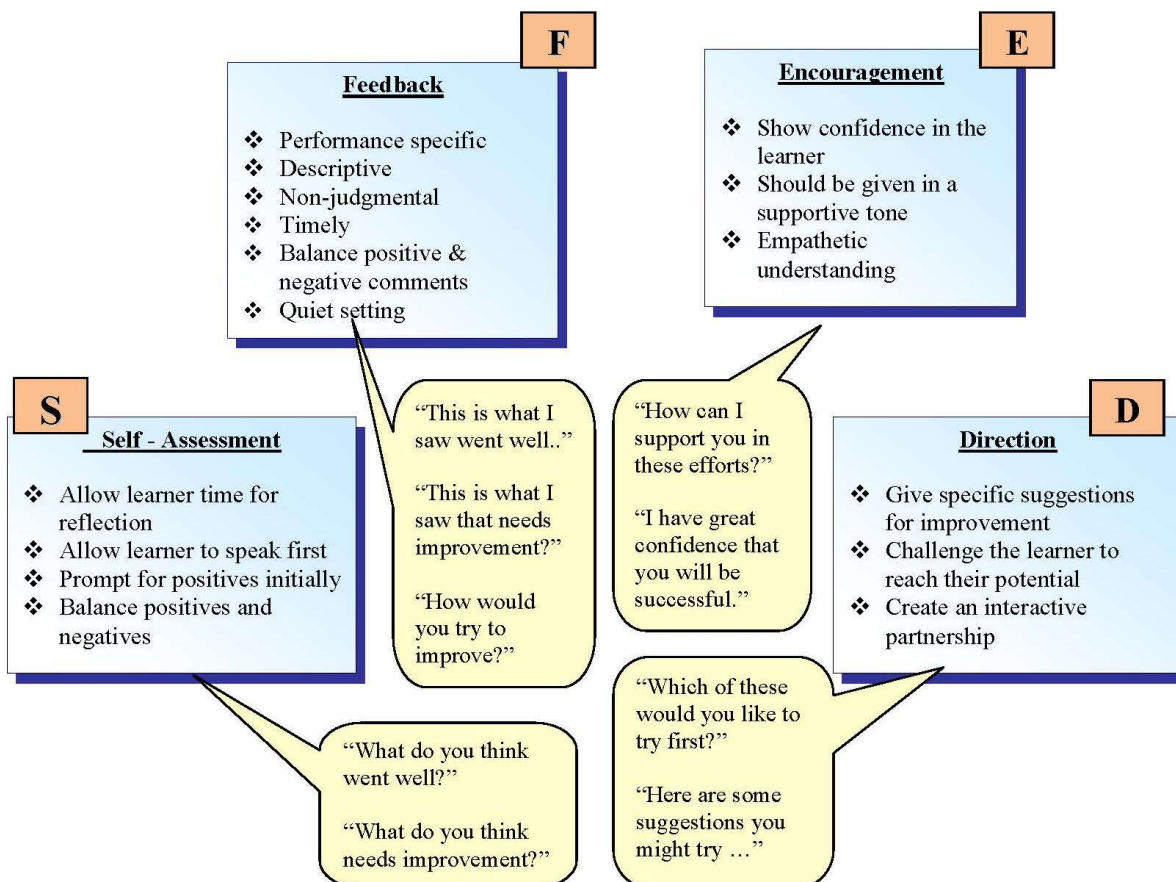 S
Self - Assessment
❖ Allow learner time for
reflection
❖ Allow learner to speak first
❖ Prompt for positives initially
❖ Balance positives and
negatives
“What do you think
went well?”
“What do you think
needs improvement?”
F
Feedback
❖ Performance specific
❖ Descriptive
❖ Non-judgmental
❖ Timely
❖ Balance positive &
negative comments
❖ Quiet setting
“This is what I
saw went well..”
“This is what I
saw that needs
improvement?”
“How would
you try to
improve?”
E
Encouragement
❖ Show confidence in the
learner
❖ Should be given in a
supportive tone
❖ Empathetic
understanding
“How can I
support you in
these efforts?”
“I have great
confidence that
you will be
successful.”
D
Direction
❖ Give specific suggestions
for improvement
❖ Challenge the learner to
reach their potential
❖ Create an interactive
partnership
“Which of these
would you like to
try first?”
“Here are some
suggestions you
might try …”